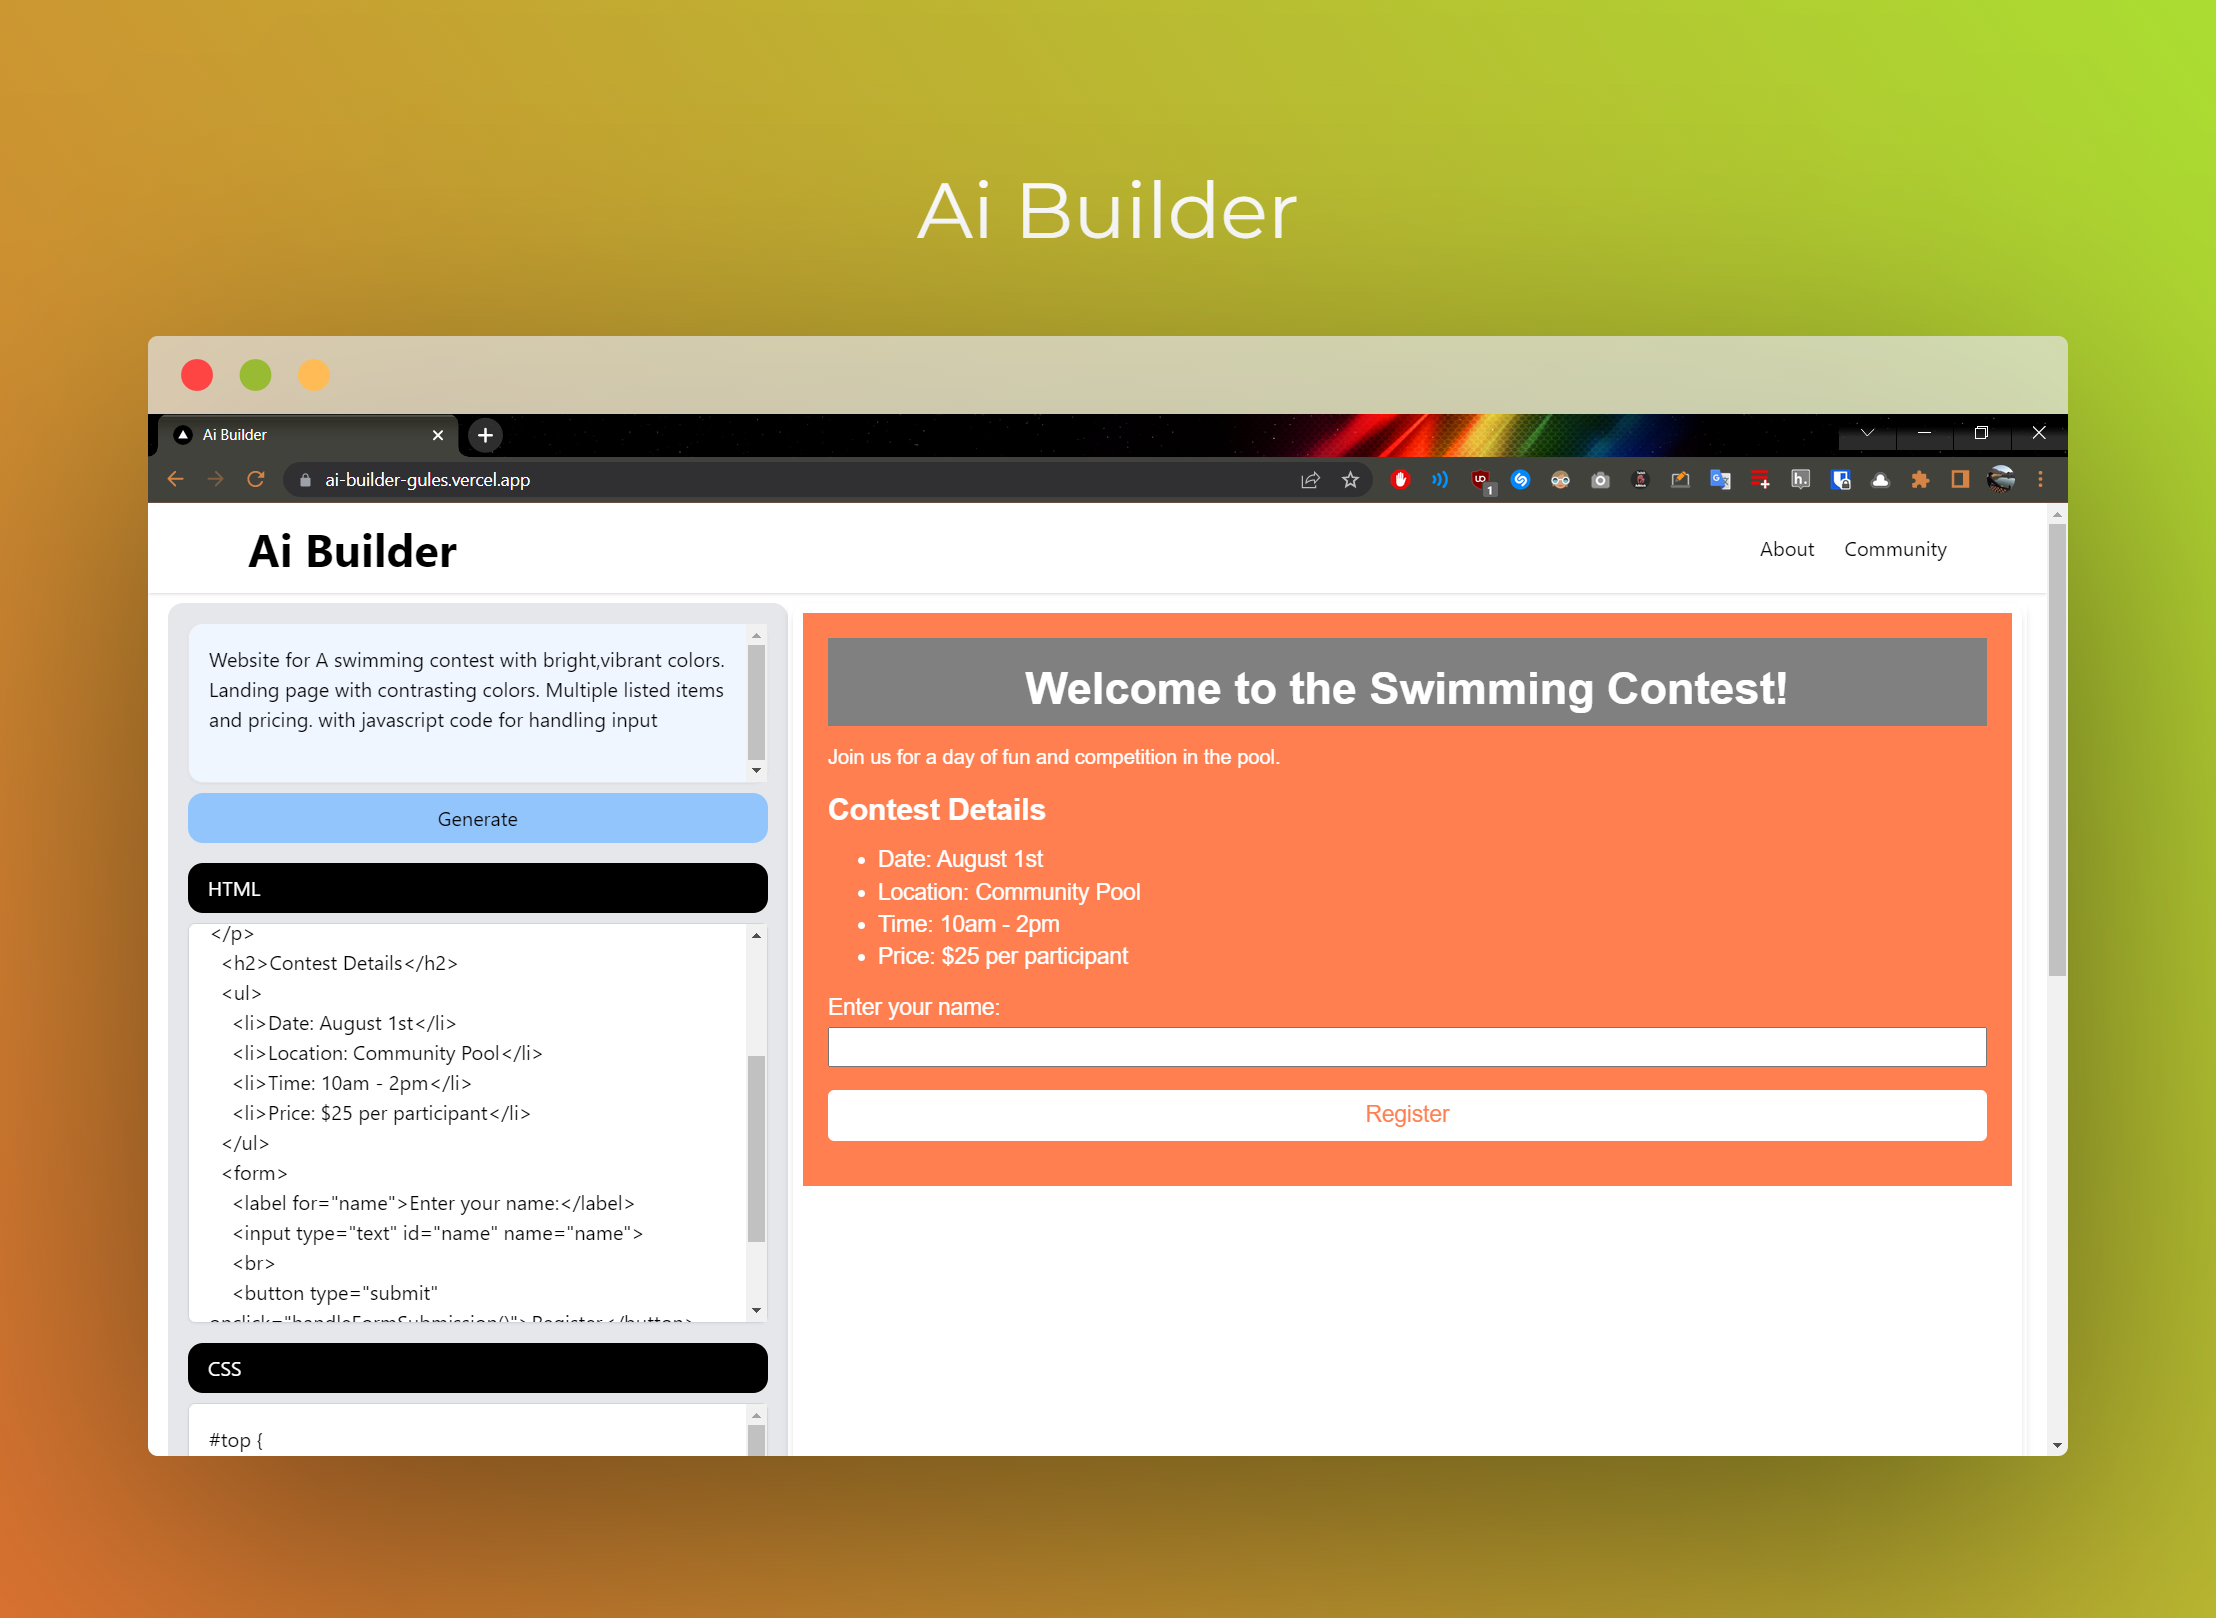 Ai Builder
Ai Builder
ai-builder-gules.vercel.app
1
h.
Ai Builder
About
Community
Website for A swimming contest with bright,vibrant colors.
Landing page with contrasting colors. Multiple listed items
and pricing. with javascript code for handling input
Generate
HTML
</p>
<h2>Contest Details</h2>
<ul>
<li>Date: August 1st</li>
<li>Location: Community Pool</li>
<li>Time: 10am - 2pm</li>
<li>Price: $25 per participant</li>
</ul>
<form>
<label for="name">Enter your name:</label>
<input type="text" id="name" name="name">
<br>
<button type="submit"
onclick="handleFormSubmission()">Register</button>
CSS
#top {
Welcome to the Swimming Contest!
Join us for a day of fun and competition in the pool.
Contest Details
• Date: August 1st
• Location: Community Pool
• Time: 10am - 2pm
• Price: $25 per participant
Enter your name:
Register